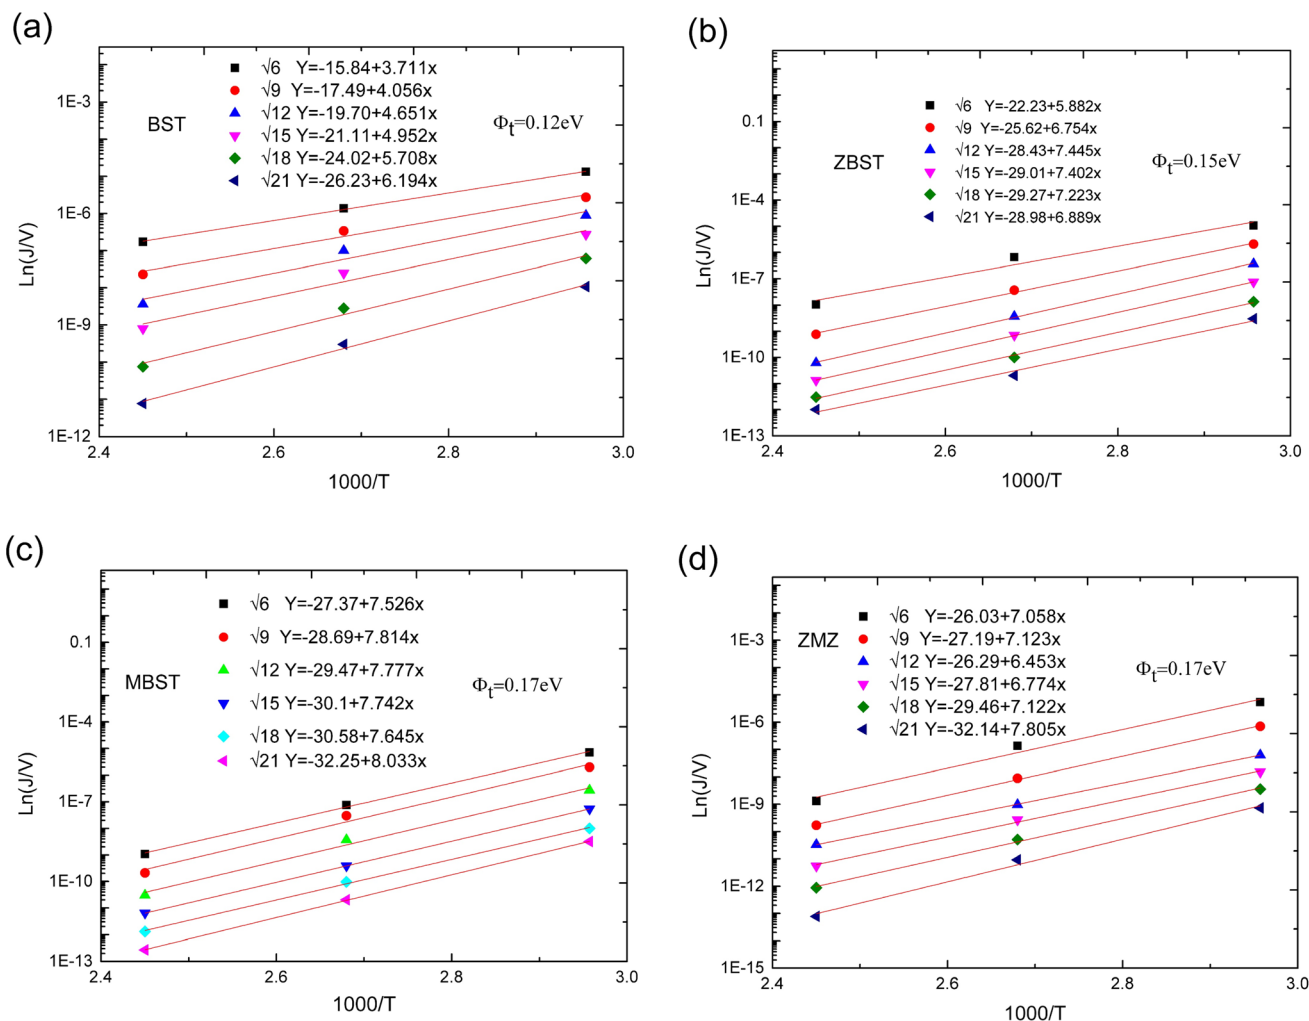 (a)
√6 Y=-15.84+3.711x
√9 Y=-17.49+4.056x
√12 Y=-19.70+4.651x
√15 Y=-21.11+4.952x
√18 Y=-24.02+5.708x
√21 Y=-26.23+6.194x
BST
Φt=0.12eV
1E-3
1E-6
1E-9
1E-12
Ln(J/V)
2.4 2.6 2.8 3.0
1000/T
(b)
√6 Y=-22.23+5.882x
√9 Y=-25.62+6.754x
√12 Y=-28.43+7.445x
√15 Y=-29.01+7.402x
√18 Y=-29.27+7.223x
√21 Y=-28.98+6.889x
ZBST
Φt=0.15eV
0.1
1E-4
1E-7
1E-10
1E-13
Ln(J/V)
2.4 2.6 2.8 3.0
1000/T
(c)
√6 Y=-27.37+7.526x
√9 Y=-28.69+7.814x
√12 Y=-29.47+7.777x
√15 Y=-30.1+7.742x
√18 Y=-30.58+7.645x
√21 Y=-32.25+8.033x
MBST
Φt=0.17eV
0.1
1E-4
1E-7
1E-10
1E-13
Ln(J/V)
2.4 2.6 2.8 3.0
1000/T
(d)
√6 Y=-26.03+7.058x
√9 Y=-27.19+7.123x
√12 Y=-26.29+6.453x
√15 Y=-27.81+6.774x
√18 Y=-29.46+7.122x
√21 Y=-32.14+7.805x
ZMZ
Φt=0.17eV
1E-3
1E-6
1E-9
1E-12
1E-15
Ln(J/V)
2.4 2.6 2.8 3.0
1000/T